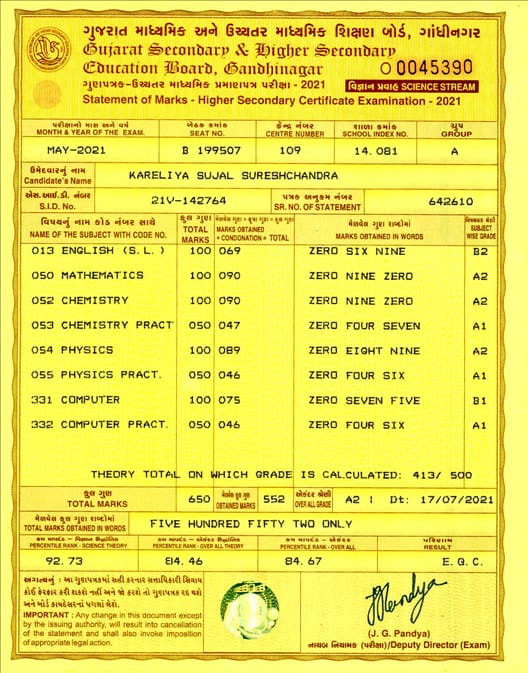 ગુજરાત માધ્યમિક અને ઉચ્ચતર માધ્યમિક શિક્ષણ બોર્ડ, ગાંધીનગર
Gujarat Secondary & Higher Secondary
Education Board, Gandhinagar
0045390
ગુણપત્રક-ઉચ્ચતર માધ્યમિક પ્રમાણપત્ર પરીક્ષા - 2021
વિજ્ઞાન પ્રવાહ SCIENCE STREAM
Statement of Marks - Higher Secondary Certificate Examination - 2021
પરીક્ષાનો માસ અને વર્ષ બેઠક ક્રમાંક કેન્દ્ર નંબર શાળા ક્રમાંક ગ્રુપ
MONTH & YEAR OF THE EXAM. SEAT NO. CENTRE NUMBER SCHOOL INDEX NO. GROUP
MAY-2021 B 199507 109 14.081 A
ઉમેદવારનું નામ
Candidate's Name
KARELIYA SUJAL SURESHCHANDRA
એસ.આઈ.ડી. નંબર
S.I.D. No.
21V-142764
પત્રક અનુક્રમ નંબર
SR. NO. OF STATEMENT
642610
વિષયનું નામ કોડ નંબર સાથે
NAME OF THE SUBJECT WITH CODE NO.
કુલ ગુણ
TOTAL
MARKS
મેળવેલ ગુણ + કૃપા ગુણ = કુલ ગુણ
MARKS OBTAINED
+ CONDONATION = TOTAL
મેળવેલ ગુણ શબ્દોમાં
MARKS OBTAINED IN WORDS
વિષયવાર શ્રેણી
SUBJECT
WISE GRADE
013 ENGLISH (S.L.) 100 069 ZERO SIX NINE B2
050 MATHEMATICS 100 090 ZERO NINE ZERO A2
052 CHEMISTRY 100 090 ZERO NINE ZERO A2
053 CHEMISTRY PRACT 050 047 ZERO FOUR SEVEN A1
054 PHYSICS 100 089 ZERO EIGHT NINE A2
055 PHYSICS PRACT. 050 046 ZERO FOUR SIX A1
331 COMPUTER 100 075 ZERO SEVEN FIVE B1
332 COMPUTER PRACT. 050 046 ZERO FOUR SIX A1
THEORY TOTAL ON WHICH GRADE IS CALCULATED: 413/ 500
કુલ ગુણ
TOTAL MARKS
650
મેળવેલ કુલ ગુણ
OBTAINED MARKS
552
એકંદર શ્રેણી
OVER ALL GRADE
A2 | Dt: 17/07/2021
મેળવેલ કુલ ગુણ શબ્દોમાં
TOTAL MARKS OBTAINED IN WORDS
FIVE HUNDRED FIFTY TWO ONLY
ક્રમ માપદંડ - વિજ્ઞાન સૈદ્ધાંતિક ક્રમ માપદંડ - એકંદર સૈદ્ધાંતિક ક્રમ માપદંડ - એકંદર પરિણામ
PERCENTILE RANK - SCIENCE THEORY PERCENTILE RANK - OVER ALL THEORY PERCENTILE RANK - OVER ALL RESULT
92.73 84.46 84.67 E.Q.C.
અગત્યનું : આ ગુણપત્રકમાં સહી કરનાર સત્તાધિકારી સિવાય
કોઈ ફેરફાર કરી શકશે નહીં અને જો કરશે તો ગુણપત્રક રદ થશે
અને બોર્ડ કાયદેસરનાં પગલાં લેશે.
IMPORTANT : Any change in this document except
by the issuing authority, will result into cancellation
of the statement and shall also invoke imposition
of appropriate legal action.
(J. G. Pandya)
નાયબ નિયામક (પરીક્ષા)/Deputy Director (Exam)